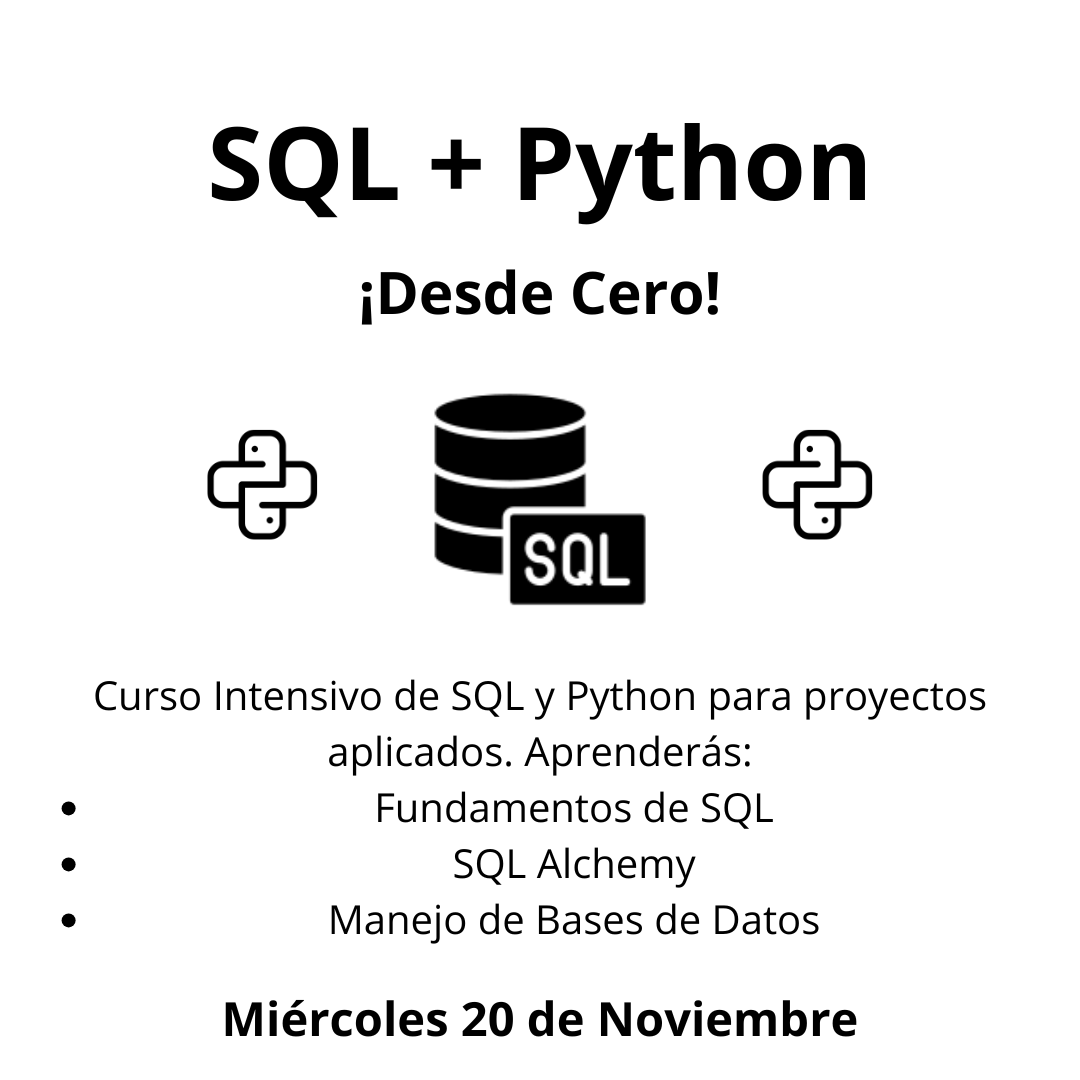 SQL + Python
¡Desde Cero!
SQL
Curso Intensivo de SQL y Python para proyectos
aplicados. Aprenderás:
• Fundamentos de SQL
• SQL Alchemy
• Manejo de Bases de Datos
Miércoles 20 de Noviembre